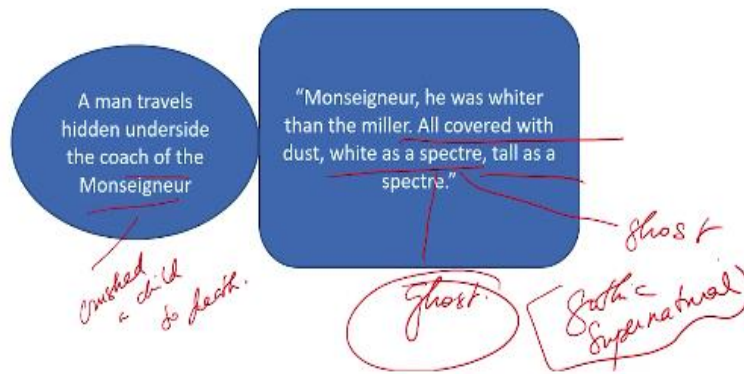 A man travels
hidden underside
the coach of the
Monseigneur
“Monseigneur, he was whiter
than the miller. All covered with
dust, white as a spectre, tall as a
spectre.”
crushed
a child
to death.
Ghost.
ghost
Gothic
Supernatural